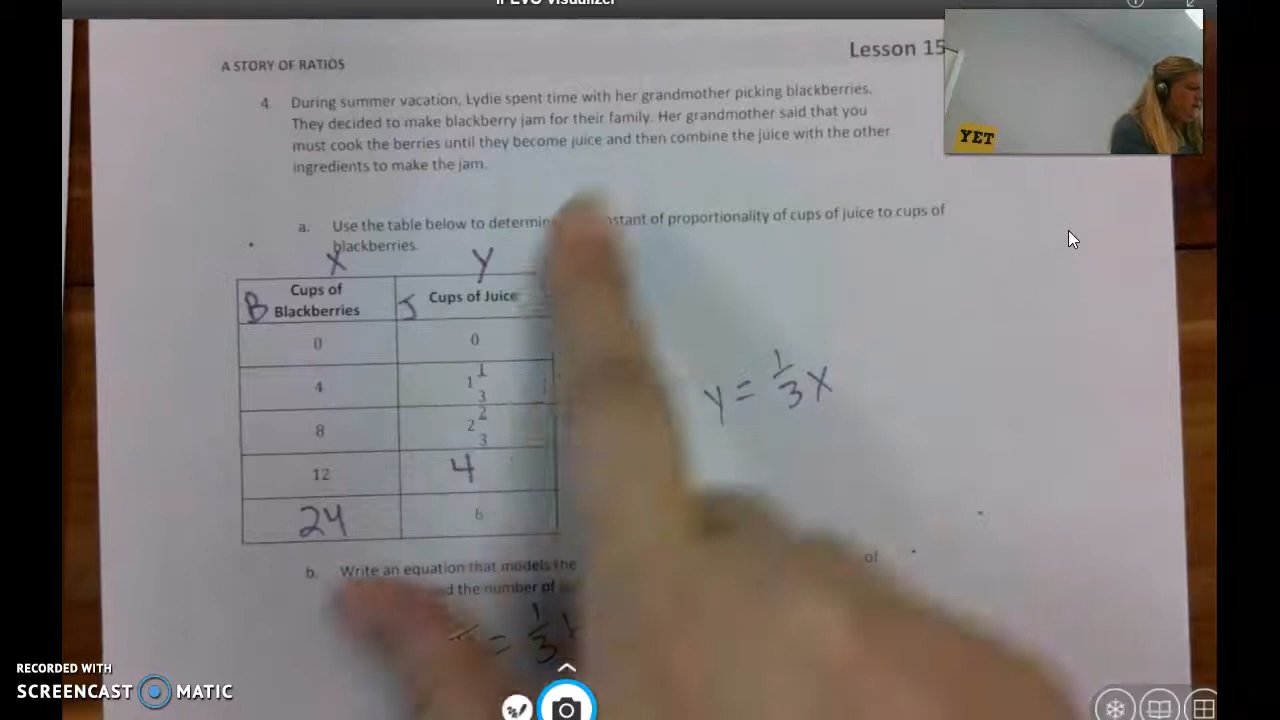 A STORY OF RATIOS
Lesson 15
YET
4. During summer vacation, Lydie spent time with her grandmother picking blackberries.
They decided to make blackberry jam for their family. Her grandmother said that you
must cook the berries until they become juice and then combine the juice with the other
ingredients to make the jam.
a. Use the table below to determin nstant of proportionality of cups of juice to cups of
blackberries.
X Y
B Cups of Blackberries J Cups of Juice
0 0
4 1 1/3
8 2 2/3
12 4
24
y = 1/3 x
b. Write an equation that models the of
d the number of
= 1/3
RECORDED WITH
SCREENCAST MATIC